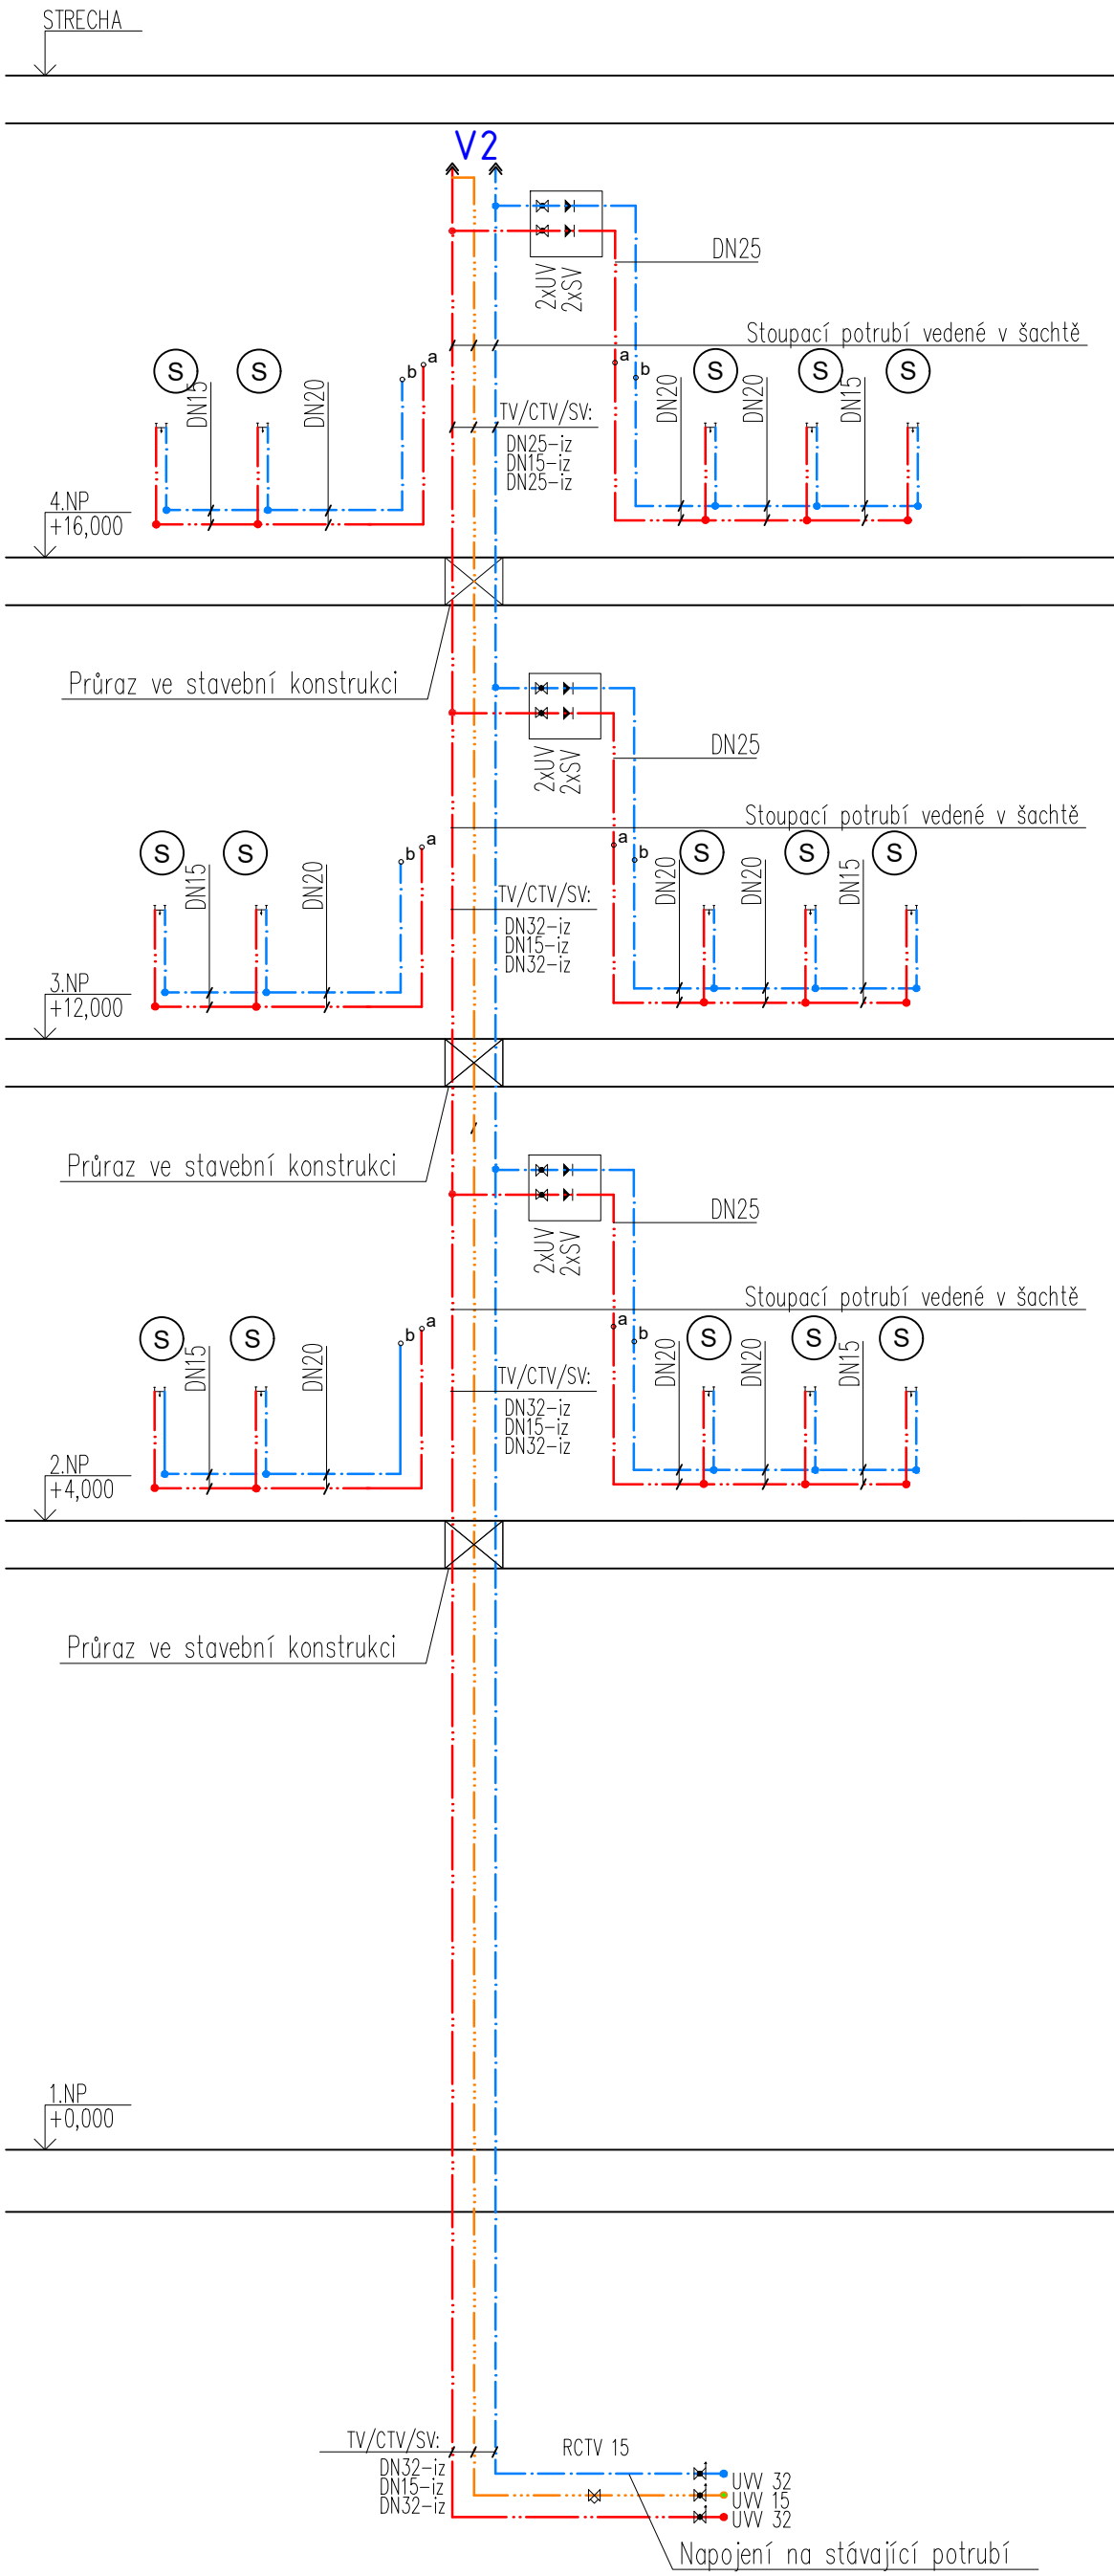 STRECHA
V2
DN25
2xUV
2xSV
Stoupací potrubí vedené v šachtě
S
S
S
S
S
DN15
DN20
b
a
a
b
DN20
DN20
DN15
TV/CTV/SV:
DN25-iz
DN15-iz
DN25-iz
4.NP
+16,000
Průraz ve stavební konstrukci
DN25
2xUV
2xSV
Stoupací potrubí vedené v šachtě
S
S
S
S
S
DN15
DN20
b
a
a
b
DN20
DN20
DN15
TV/CTV/SV:
DN32-iz
DN15-iz
DN32-iz
3.NP
+12,000
Průraz ve stavební konstrukci
DN25
2xUV
2xSV
Stoupací potrubí vedené v šachtě
S
S
S
S
S
DN15
DN20
b
a
a
b
DN20
DN20
DN15
TV/CTV/SV:
DN32-iz
DN15-iz
DN32-iz
2.NP
+4,000
Průraz ve stavební konstrukci
1.NP
+0,000
TV/CTV/SV:
DN32-iz
DN15-iz
DN32-iz
RCTV 15
UVV 32
UVV 15
UVV 32
Napojení na stávající potrubí